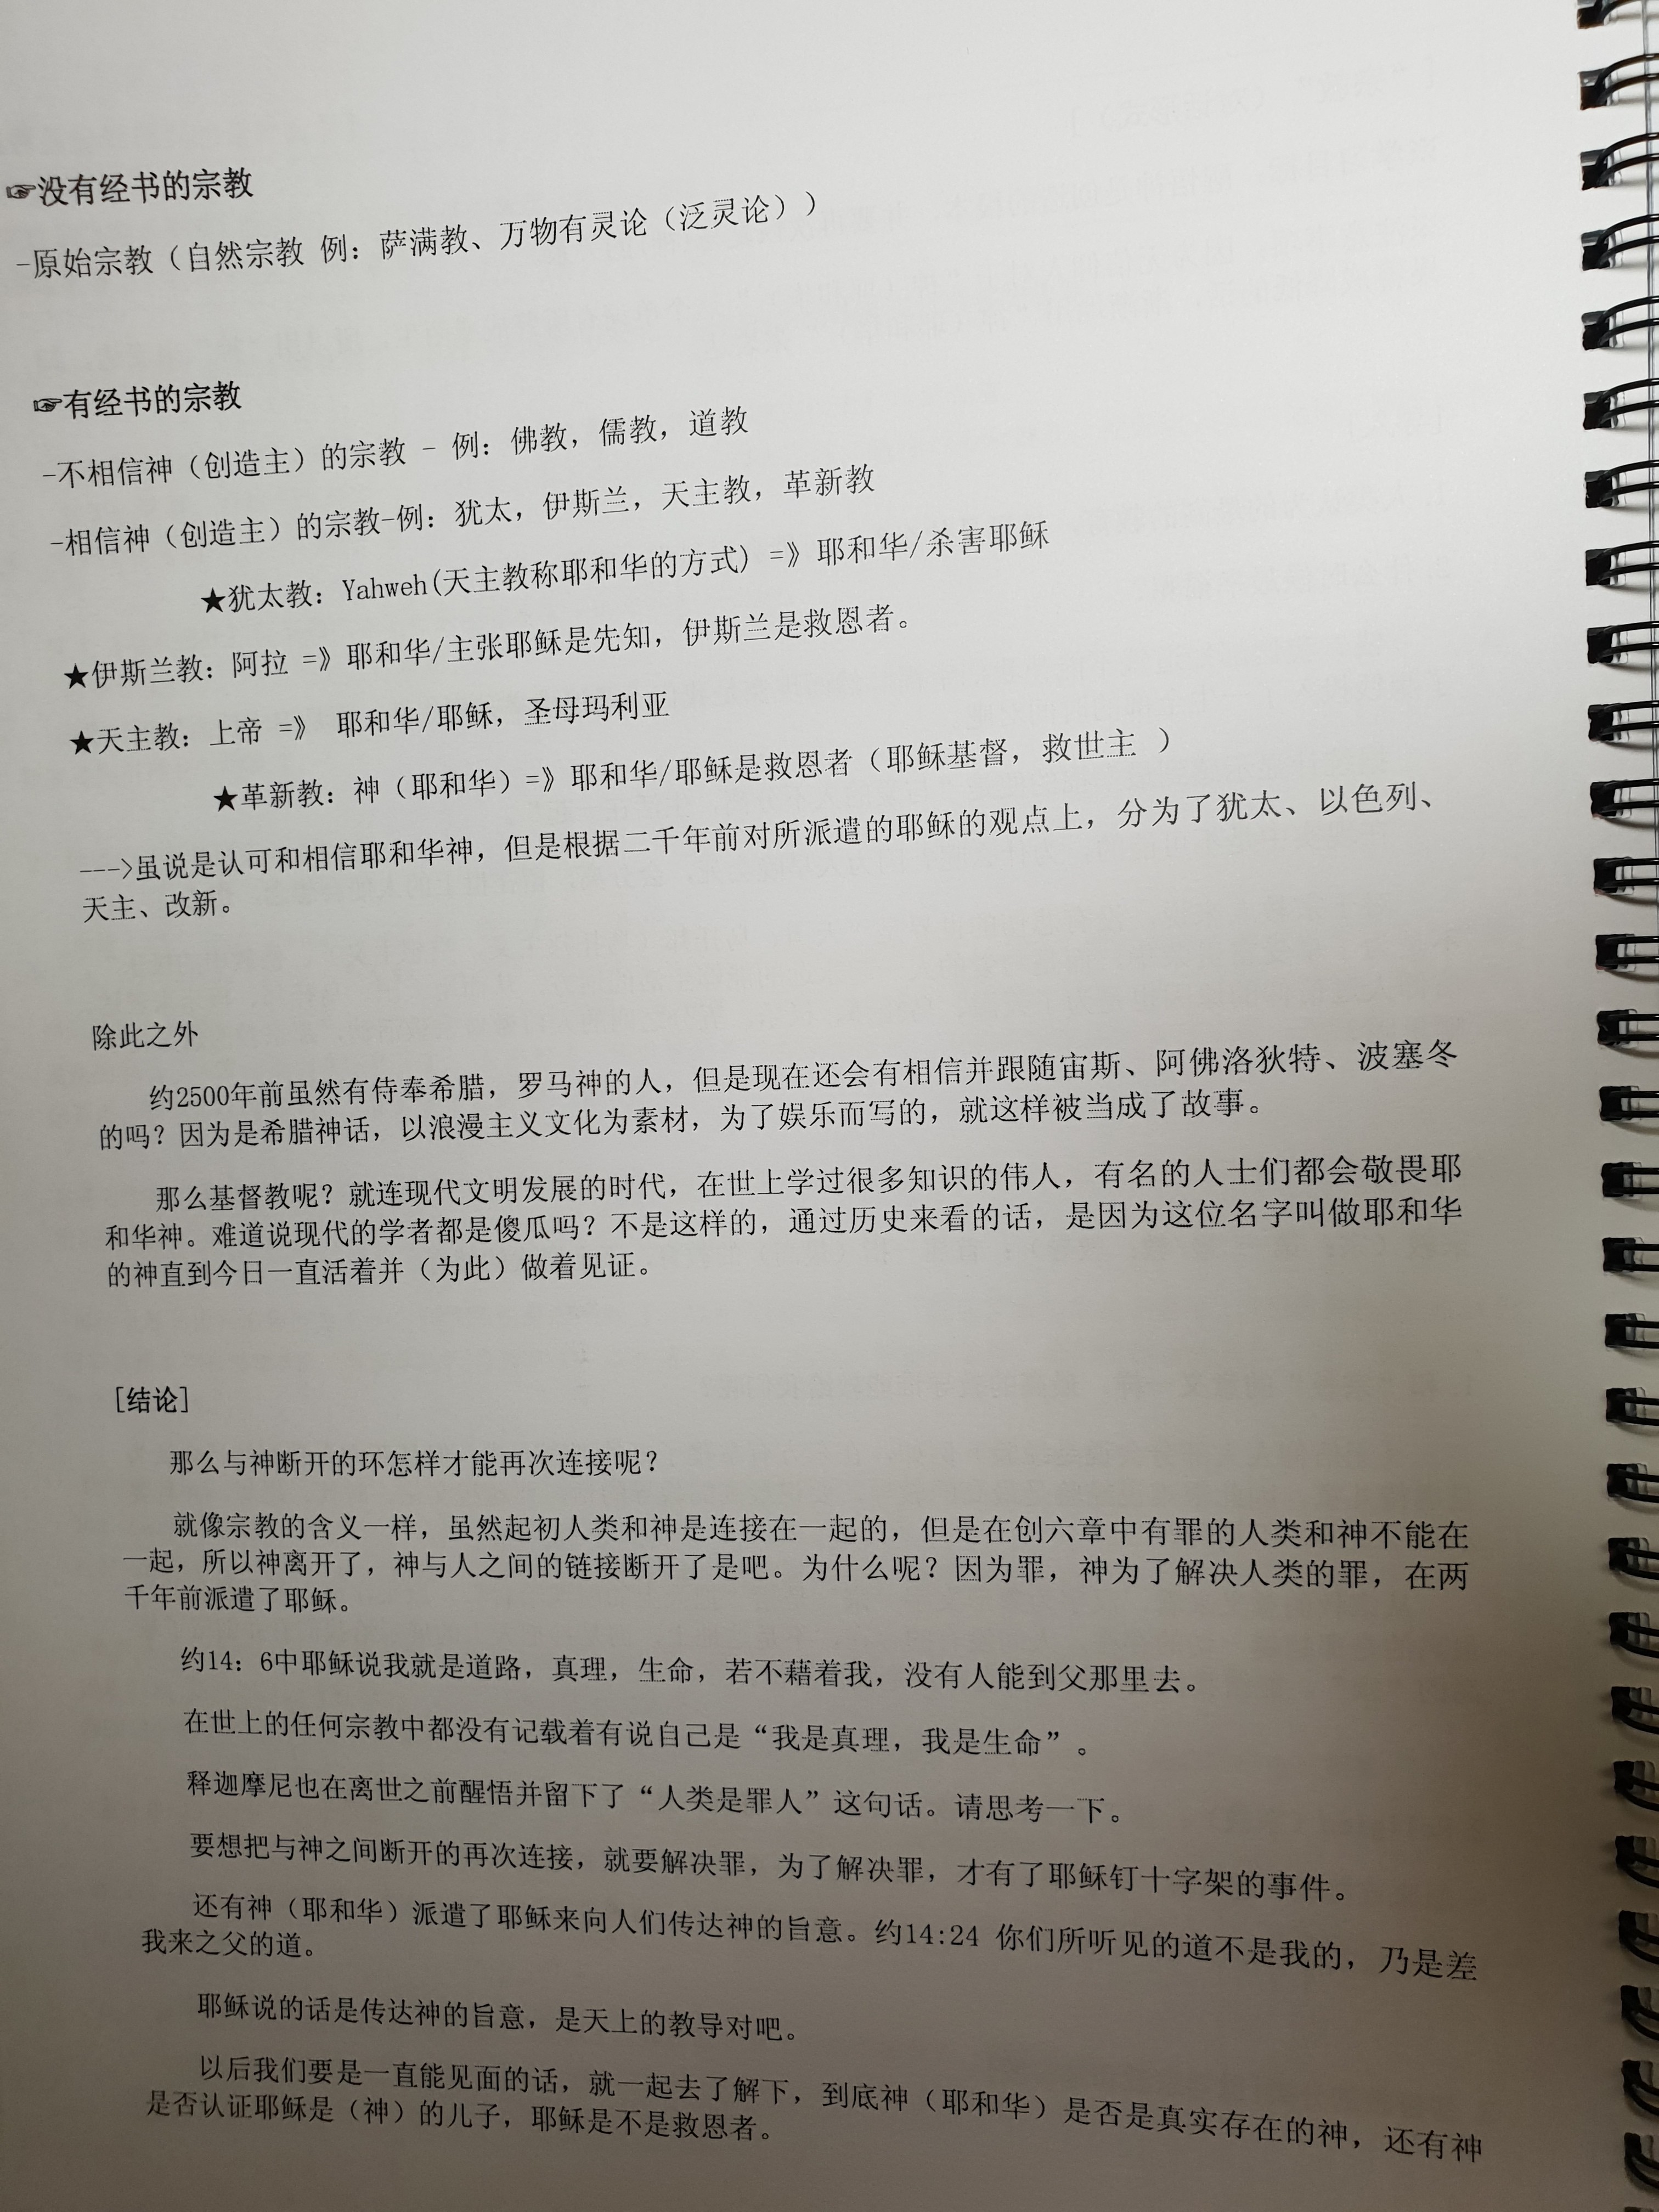 ☞没有经书的宗教
-原始宗教（自然宗教 例：萨满教、万物有灵论（泛灵论））
☞有经书的宗教
-不相信神（创造主）的宗教 - 例：佛教，儒教，道教
-相信神（创造主）的宗教-例：犹太，伊斯兰，天主教，革新教
★犹太教：Yahweh(天主教称耶和华的方式) =》耶和华/杀害耶稣
★伊斯兰教：阿拉 =》耶和华/主张耶稣是先知，伊斯兰是救恩者。
★天主教：上帝 =》 耶和华/耶稣，圣母玛利亚
★革新教：神（耶和华）=》耶和华/耶稣是救恩者（耶稣基督，救世主 ）
--->虽说是认可和相信耶和华神，但是根据二千年前对所派遣的耶稣的观点上，分为了犹太、以色列、
天主、改新。
除此之外
约2500年前虽然有侍奉希腊，罗马神的人，但是现在还会有相信并跟随宙斯、阿佛洛狄特、波塞冬
的吗？因为是希腊神话，以浪漫主义文化为素材，为了娱乐而写的，就这样被当成了故事。
那么基督教呢？就连现代文明发展的时代，在世上学过很多知识的伟人，有名的人士们都会敬畏耶
和华神。难道说现代的学者都是傻瓜吗？不是这样的，通过历史来看的话，是因为这位名字叫做耶和华
的神直到今日一直活着并（为此）做着见证。
[结论]
那么与神断开的环怎样才能再次连接呢？
就像宗教的含义一样，虽然起初人类和神是连接在一起的，但是在创六章中有罪的人类和神不能在
一起，所以神离开了，神与人之间的链接断开了是吧。为什么呢？因为罪，神为了解决人类的罪，在两
千年前派遣了耶稣。
约14：6中耶稣说我就是道路，真理，生命，若不藉着我，没有人能到父那里去。
在世上的任何宗教中都没有记载着有说自己是“我是真理，我是生命”。
释迦摩尼也在离世之前醒悟并留下了“人类是罪人”这句话。请思考一下。
要想把与神之间断开的再次连接，就要解决罪，为了解决罪，才有了耶稣钉十字架的事件。
还有神（耶和华）派遣了耶稣来向人们传达神的旨意。约14:24 你们所听见的道不是我的，乃是差
我来之父的道。
耶稣说的话是传达神的旨意，是天上的教导对吧。
以后我们要是一直能见面的话，就一起去了解下，到底神（耶和华）是否是真实存在的神，还有神
是否认证耶稣是（神）的儿子，耶稣是不是救恩者。